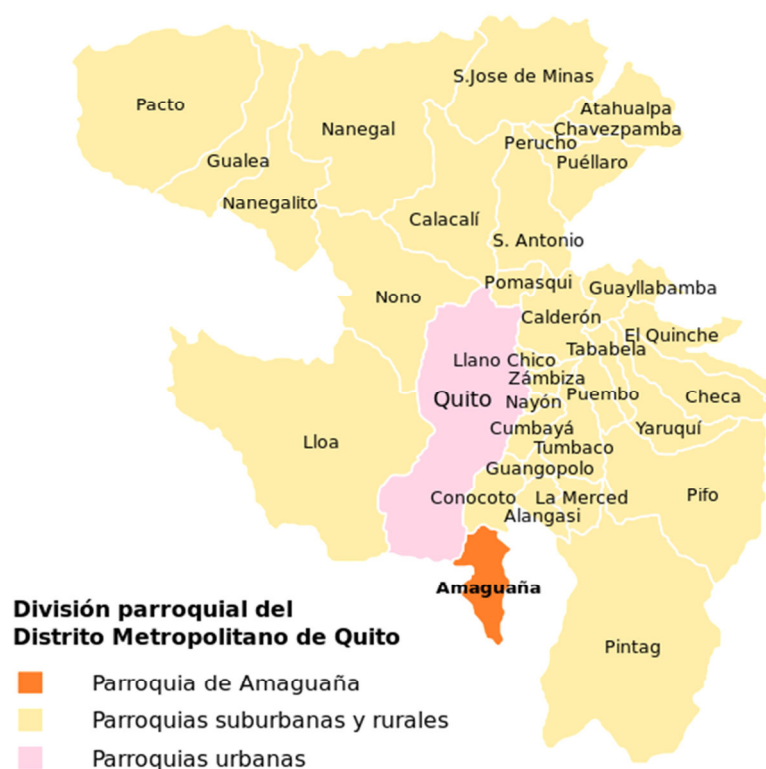 S.Jose de Minas
Pacto
Atahualpa
Nanegal
Chavezpamba
Perucho
Gualea
Puéllaro
Nanegalito
Calacalí
S. Antonio
Pomasqui
Guayllabamba
Nono
Calderón
El Quinche
Tababela
Llano Chico
Zámbiza
Puembo
Checa
Quito
Nayón
Cumbayá
Yaruquí
Lloa
Tumbaco
Guangopolo
Conocoto
La Merced
Pifo
Alangasi
Amaguaña
Pintag
División parroquial del
Distrito Metropolitano de Quito
Parroquia de Amaguaña
Parroquias suburbanas y rurales
Parroquias urbanas